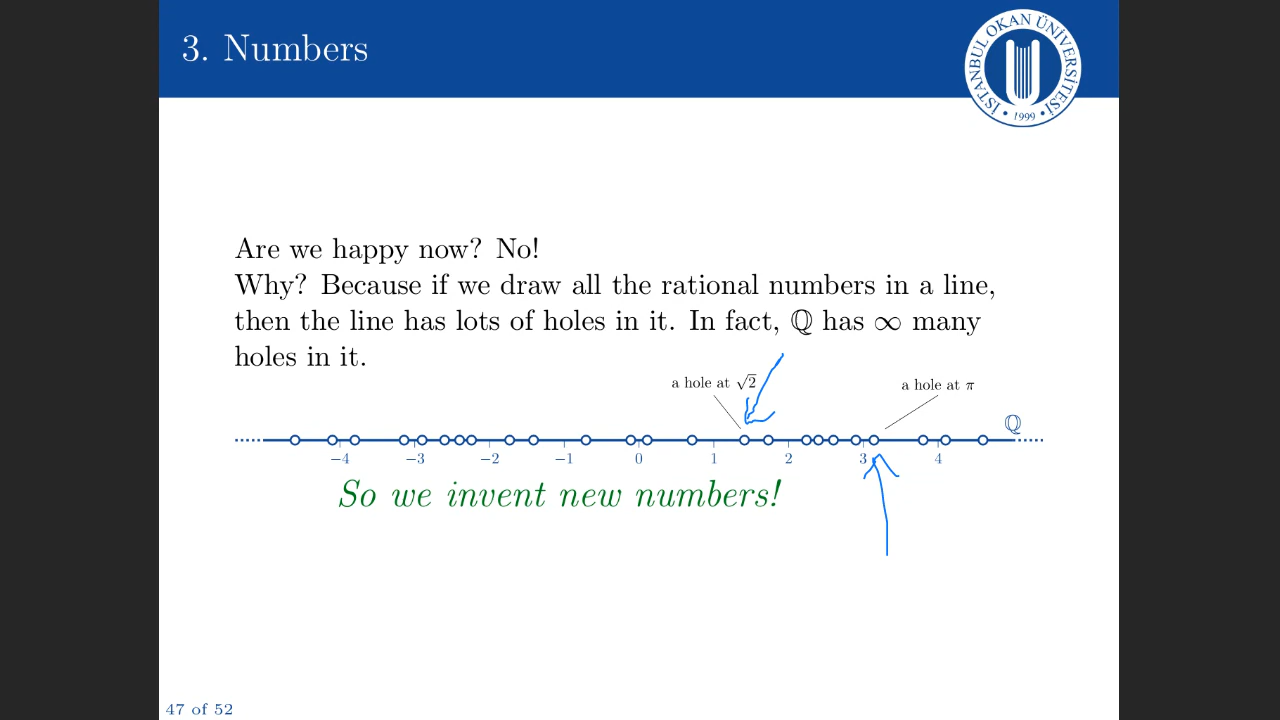 3. Numbers
İSTANBUL OKAN ÜNİVERSİTESİ
• 1999 •
Are we happy now? No!
Why? Because if we draw all the rational numbers in a line,
then the line has lots of holes in it. In fact, ℚ has ∞ many
holes in it.
a hole at √2
a hole at π
ℚ
−4 −3 −2 −1 0 1 2 3 4
So we invent new numbers!
47 of 52